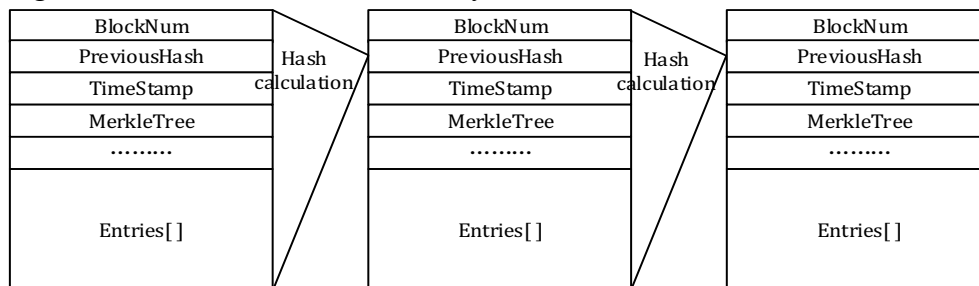 BlockNum
PreviousHash
TimeStamp
MerkleTree
………
Entries[ ]
Hash
calculation
BlockNum
PreviousHash
TimeStamp
MerkleTree
………
Entries[ ]
Hash
calculation
BlockNum
PreviousHash
TimeStamp
MerkleTree
………
Entries[ ]